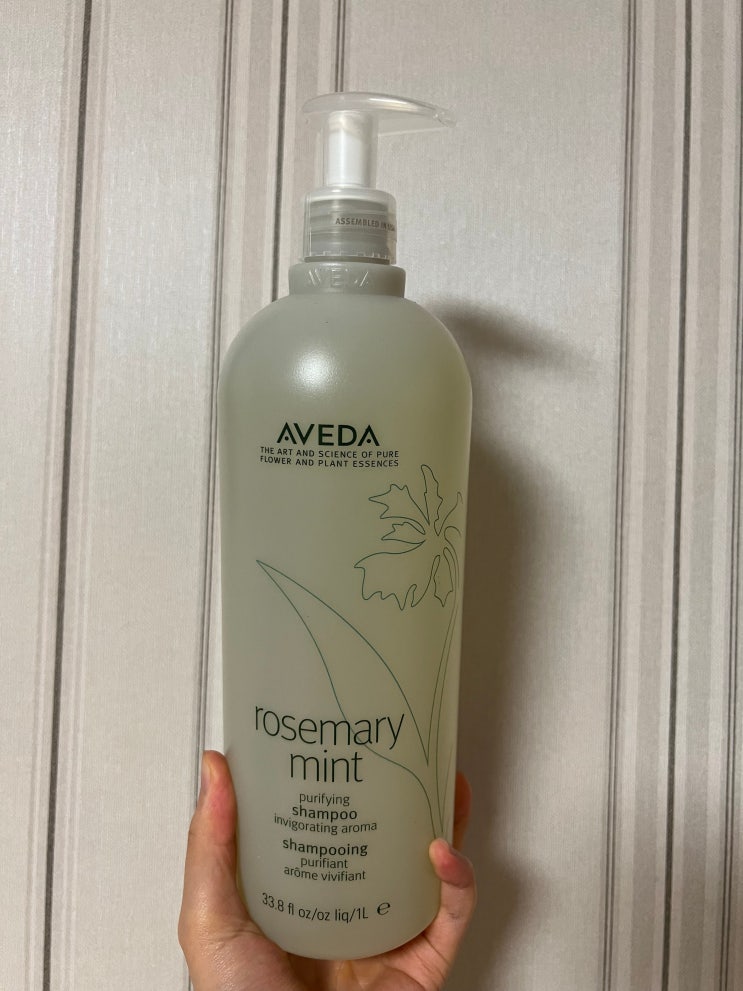 ASSEMBLED IN USA
AVEDA
AVEDA
THE ART AND SCIENCE OF PURE
FLOWER AND PLANT ESSENCES
rosemary
mint
purifying
shampoo
invigorating aroma
shampooing
purifiant
arôme vivifiant
33.8 fl oz/oz liq/1L ℮